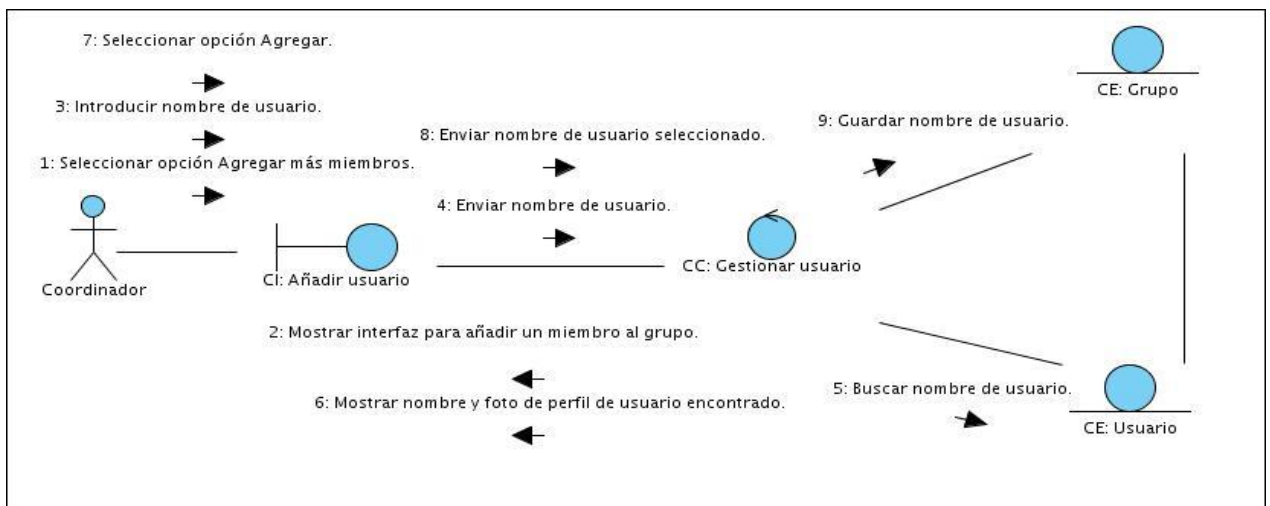 7: Seleccionar opción Agregar.
CE: Grupo
3: Introducir nombre de usuario.
9: Guardar nombre de usuario.
8: Enviar nombre de usuario seleccionado.
1: Seleccionar opción Agregar más miembros.
4: Enviar nombre de usuario.
CC: Gestionar usuario
CI: Añadir usuario
Coordinador
2: Mostrar interfaz para añadir un miembro al grupo.
5: Buscar nombre de usuario.
6: Mostrar nombre y foto de perfil de usuario encontrado.
CE: Usuario